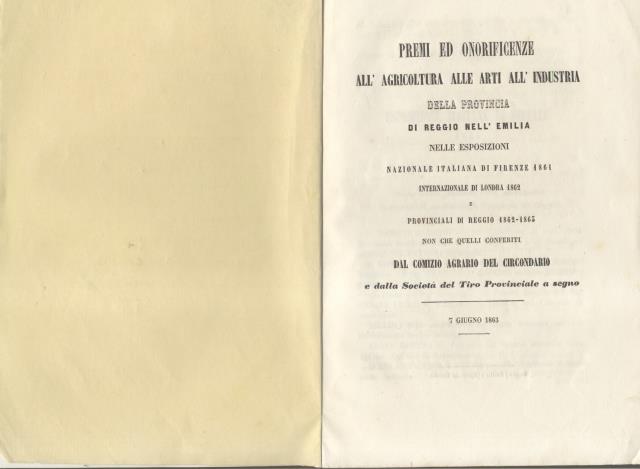 PREMI ED ONORIFICENZE
ALL' AGRICOLTURA ALLE ARTI ALL' INDUSTRIA
DELLA PROVINCIA
DI REGGIO NELL' EMILIA
NELLE ESPOSIZIONI
NAZIONALE ITALIANA DI FIRENZE 1861
INTERNAZIONALE DI LONDRA 1862
E
PROVINCIALI DI REGGIO 1862-1863
NON CHE QUELLI CONFERITI
DAL COMIZIO AGRARIO DEL CIRCONDARIO
e dalla Società del Tiro Provinciale a segno
7 GIUGNO 1863